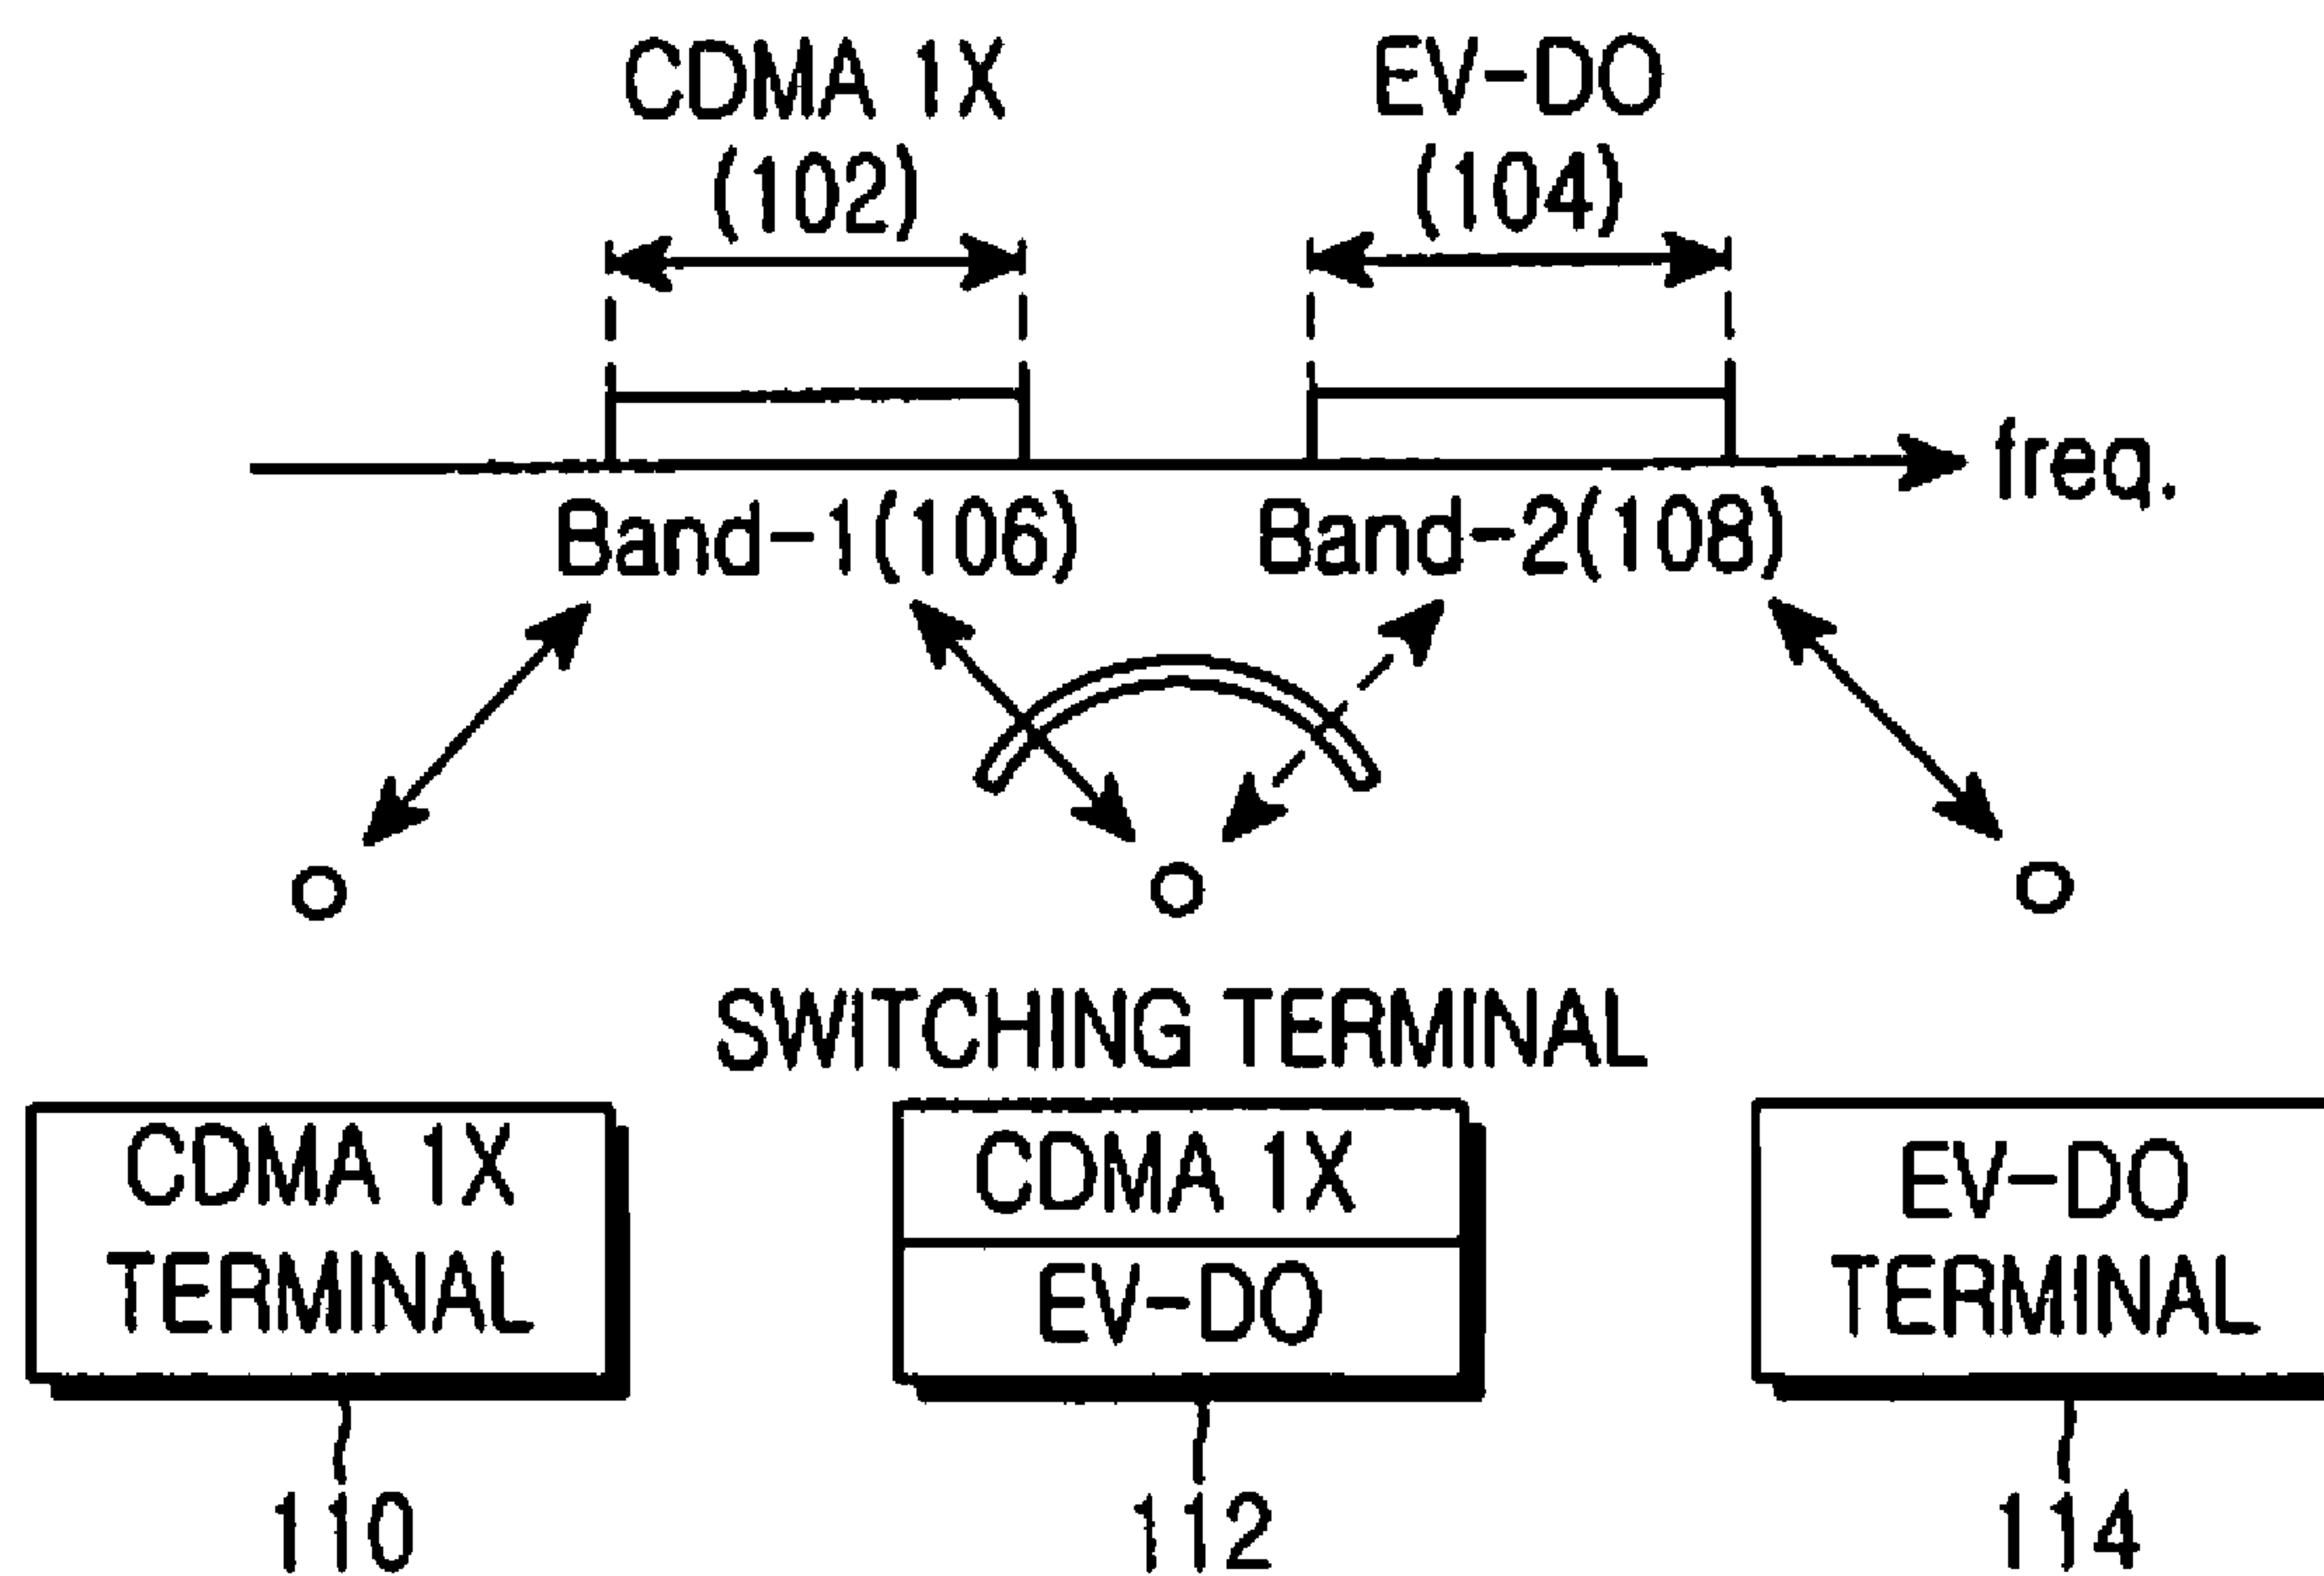 CDMA 1X
(102)
EV-DO
(104)
freq.
Band-1(106)
Band-2(108)
SWITCHING TERMINAL
CDMA 1X
TERMINAL
CDMA 1X
EV-DO
EV-DO
TERMINAL
110
112
114